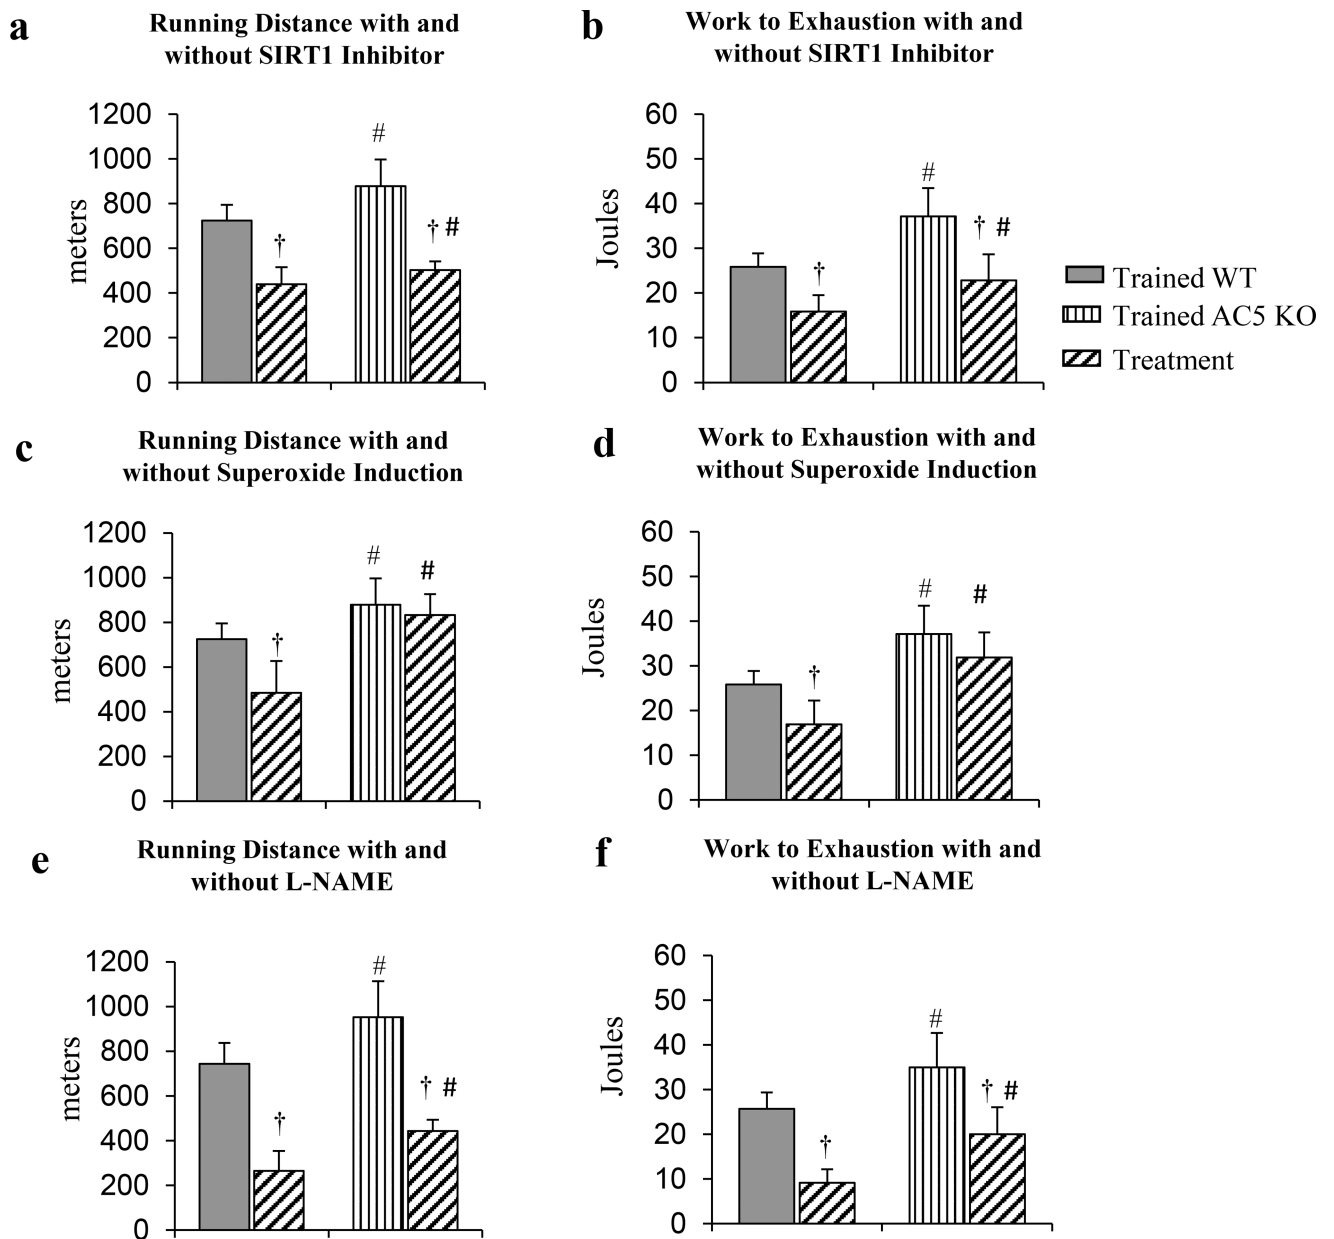 a
Running Distance with and
without SIRT1 Inhibitor
1200
1000
800
600
400
200
0
meters
#
†
† #
b
Work to Exhaustion with and
without SIRT1 Inhibitor
60
50
40
30
20
10
0
Joules
#
†
† #
Trained WT
Trained AC5 KO
Treatment
c
Running Distance with and
without Superoxide Induction
1200
1000
800
600
400
200
0
meters
#
#
†
d
Work to Exhaustion with and
without Superoxide Induction
60
50
40
30
20
10
0
Joules
#
#
†
e
Running Distance with and
without L-NAME
1200
1000
800
600
400
200
0
meters
#
† #
†
f
Work to Exhaustion with and
without L-NAME
60
50
40
30
20
10
0
Joules
#
† #
†